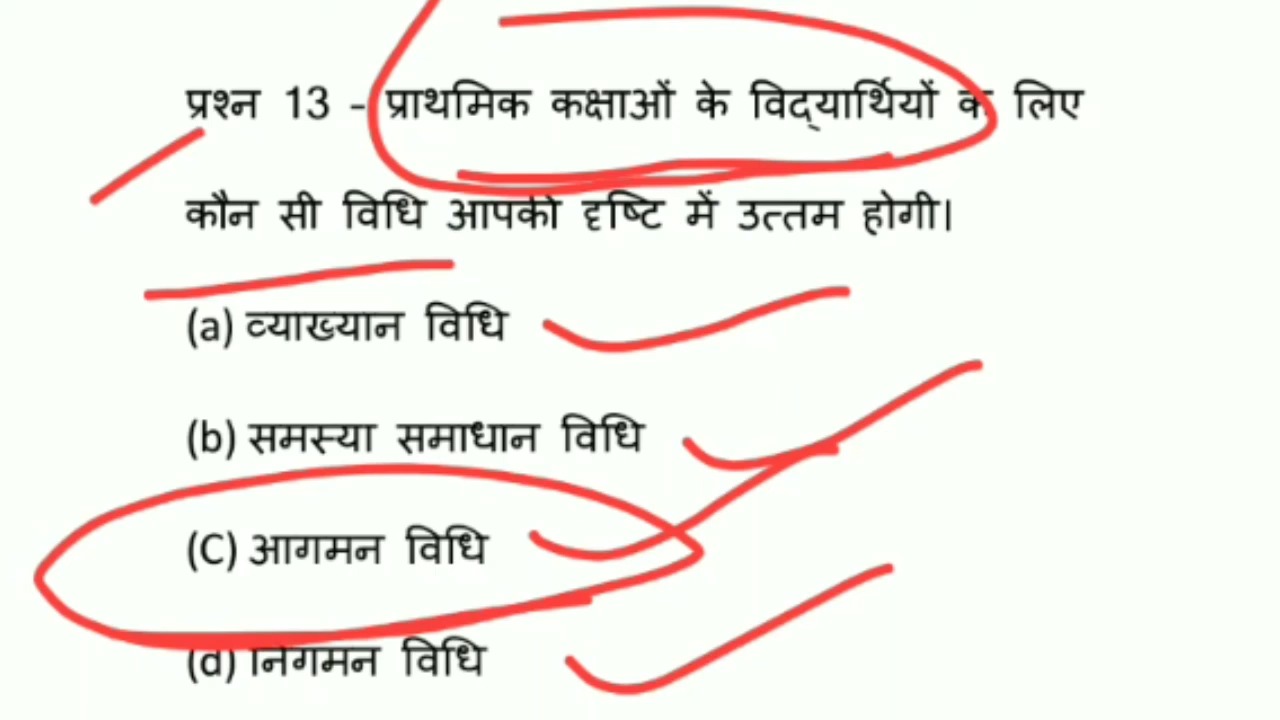 प्रश्न 13 - प्राथमिक कक्षाओं के विद्यार्थियों के लिए
कौन सी विधि आपकी दृष्टि में उत्तम होगी।
(a) व्याख्यान विधि
(b) समस्या समाधान विधि
(C) आगमन विधि
(d) निगमन विधि